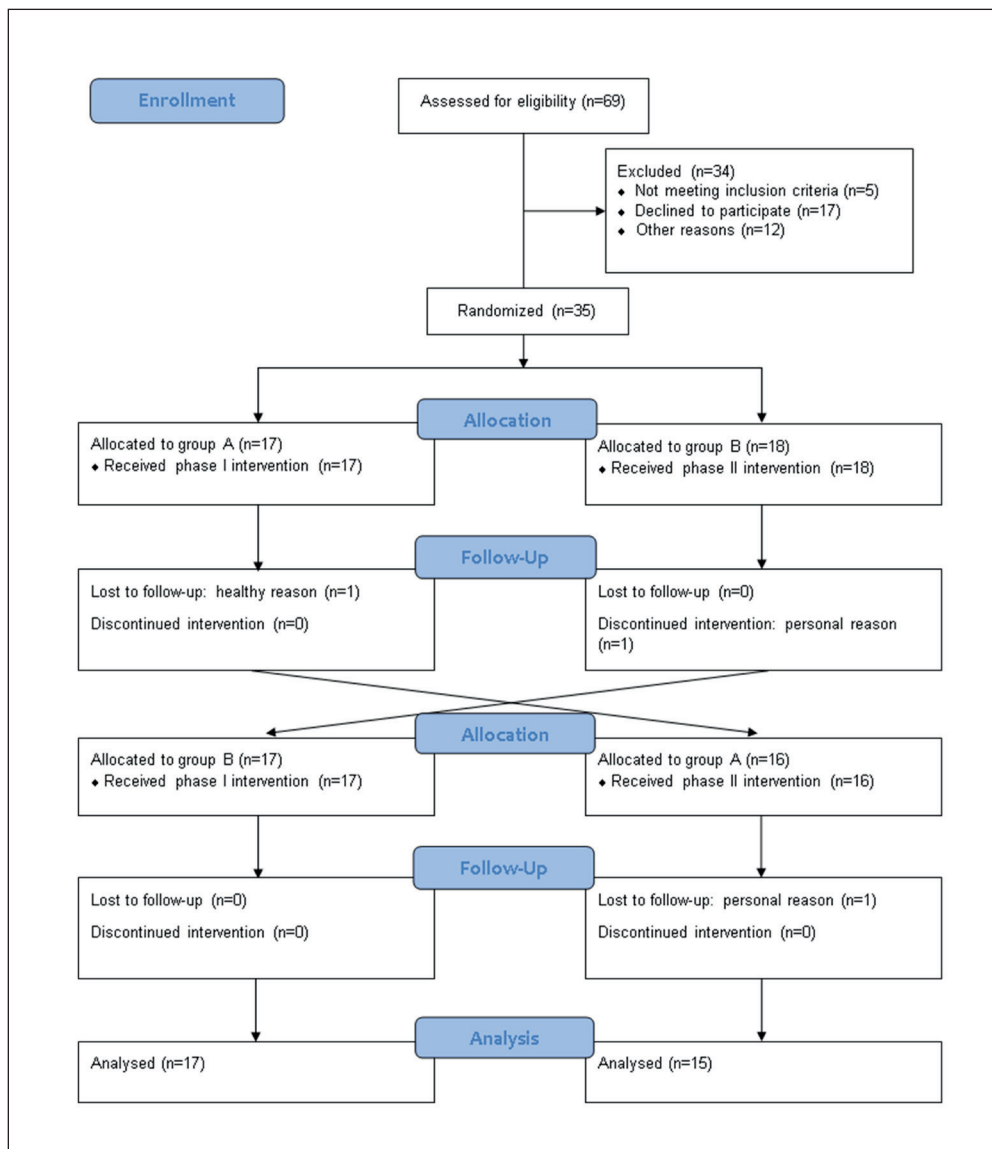 Enrollment
Assessed for eligibility (n=69)
Excluded (n=34)
⬥ Not meeting inclusion criteria (n=5)
⬥ Declined to participate (n=17)
⬥ Other reasons (n=12)
Randomized (n=35)
Allocation
Allocated to group A (n=17)
⬥ Received phase I intervention (n=17)
Allocated to group B (n=18)
⬥ Received phase II intervention (n=18)
Follow-Up
Lost to follow-up: healthy reason (n=1)
Discontinued intervention (n=0)
Lost to follow-up (n=0)
Discontinued intervention: personal reason
(n=1)
Allocation
Allocated to group B (n=17)
⬥ Received phase I intervention (n=17)
Allocated to group A (n=16)
⬥ Received phase II intervention (n=16)
Follow-Up
Lost to follow-up (n=0)
Discontinued intervention (n=0)
Lost to follow-up: personal reason (n=1)
Discontinued intervention (n=0)
Analysis
Analysed (n=17)
Analysed (n=15)